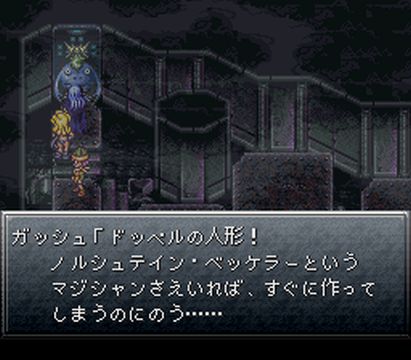 ガッシュ「ドッペルの人形！
ノルシュテイン・ベッケラーという
マジシャンさえいれば、すぐに作って
しまうのにのう……